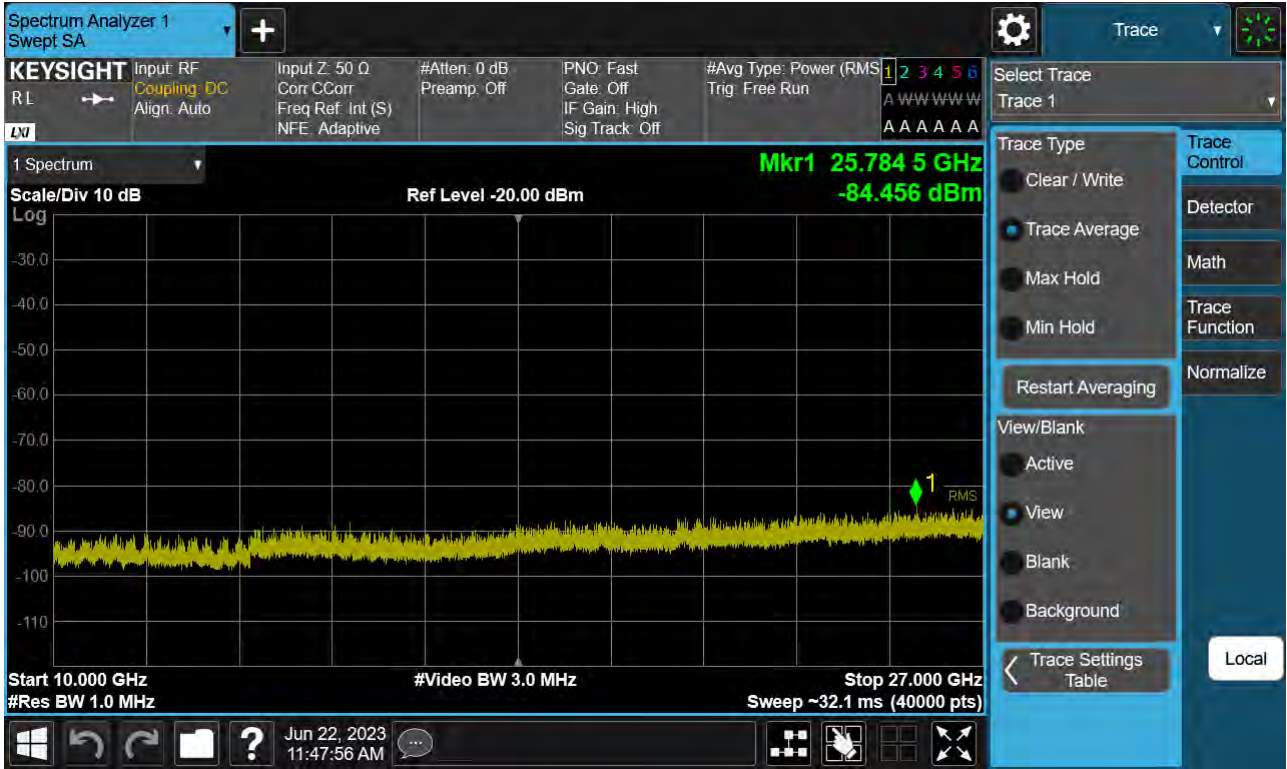 Spectrum Analyzer 1
Swept SA
Trace
KEYSIGHT
R L
LXI
Input: RF
Coupling: DC
Align: Auto
Input Z: 50 Ω
Corr CCorr
Freq Ref: Int (S)
NFE: Adaptive
#Atten: 0 dB
Preamp: Off
PNO: Fast
Gate: Off
IF Gain: High
Sig Track: Off
#Avg Type: Power (RMS
Trig: Free Run
1 2 3 4 5 6
A W W W W W
A A A A A A
Select Trace
Trace 1
1 Spectrum
Scale/Div 10 dB
Ref Level -20.00 dBm
Mkr1 25.784 5 GHz
-84.456 dBm
Log
-30.0
-40.0
-50.0
-60.0
-70.0
-80.0
-90.0
-100
-110
1
RMS
Start 10.000 GHz
#Video BW 3.0 MHz
Stop 27.000 GHz
#Res BW 1.0 MHz
Sweep ~32.1 ms (40000 pts)
Trace Type
Clear / Write
Trace Average
Max Hold
Min Hold
Restart Averaging
View/Blank
Active
View
Blank
Background
Trace Settings
Table
Trace
Control
Detector
Math
Trace
Function
Normalize
Local
?
Jun 22, 2023
11:47:56 AM